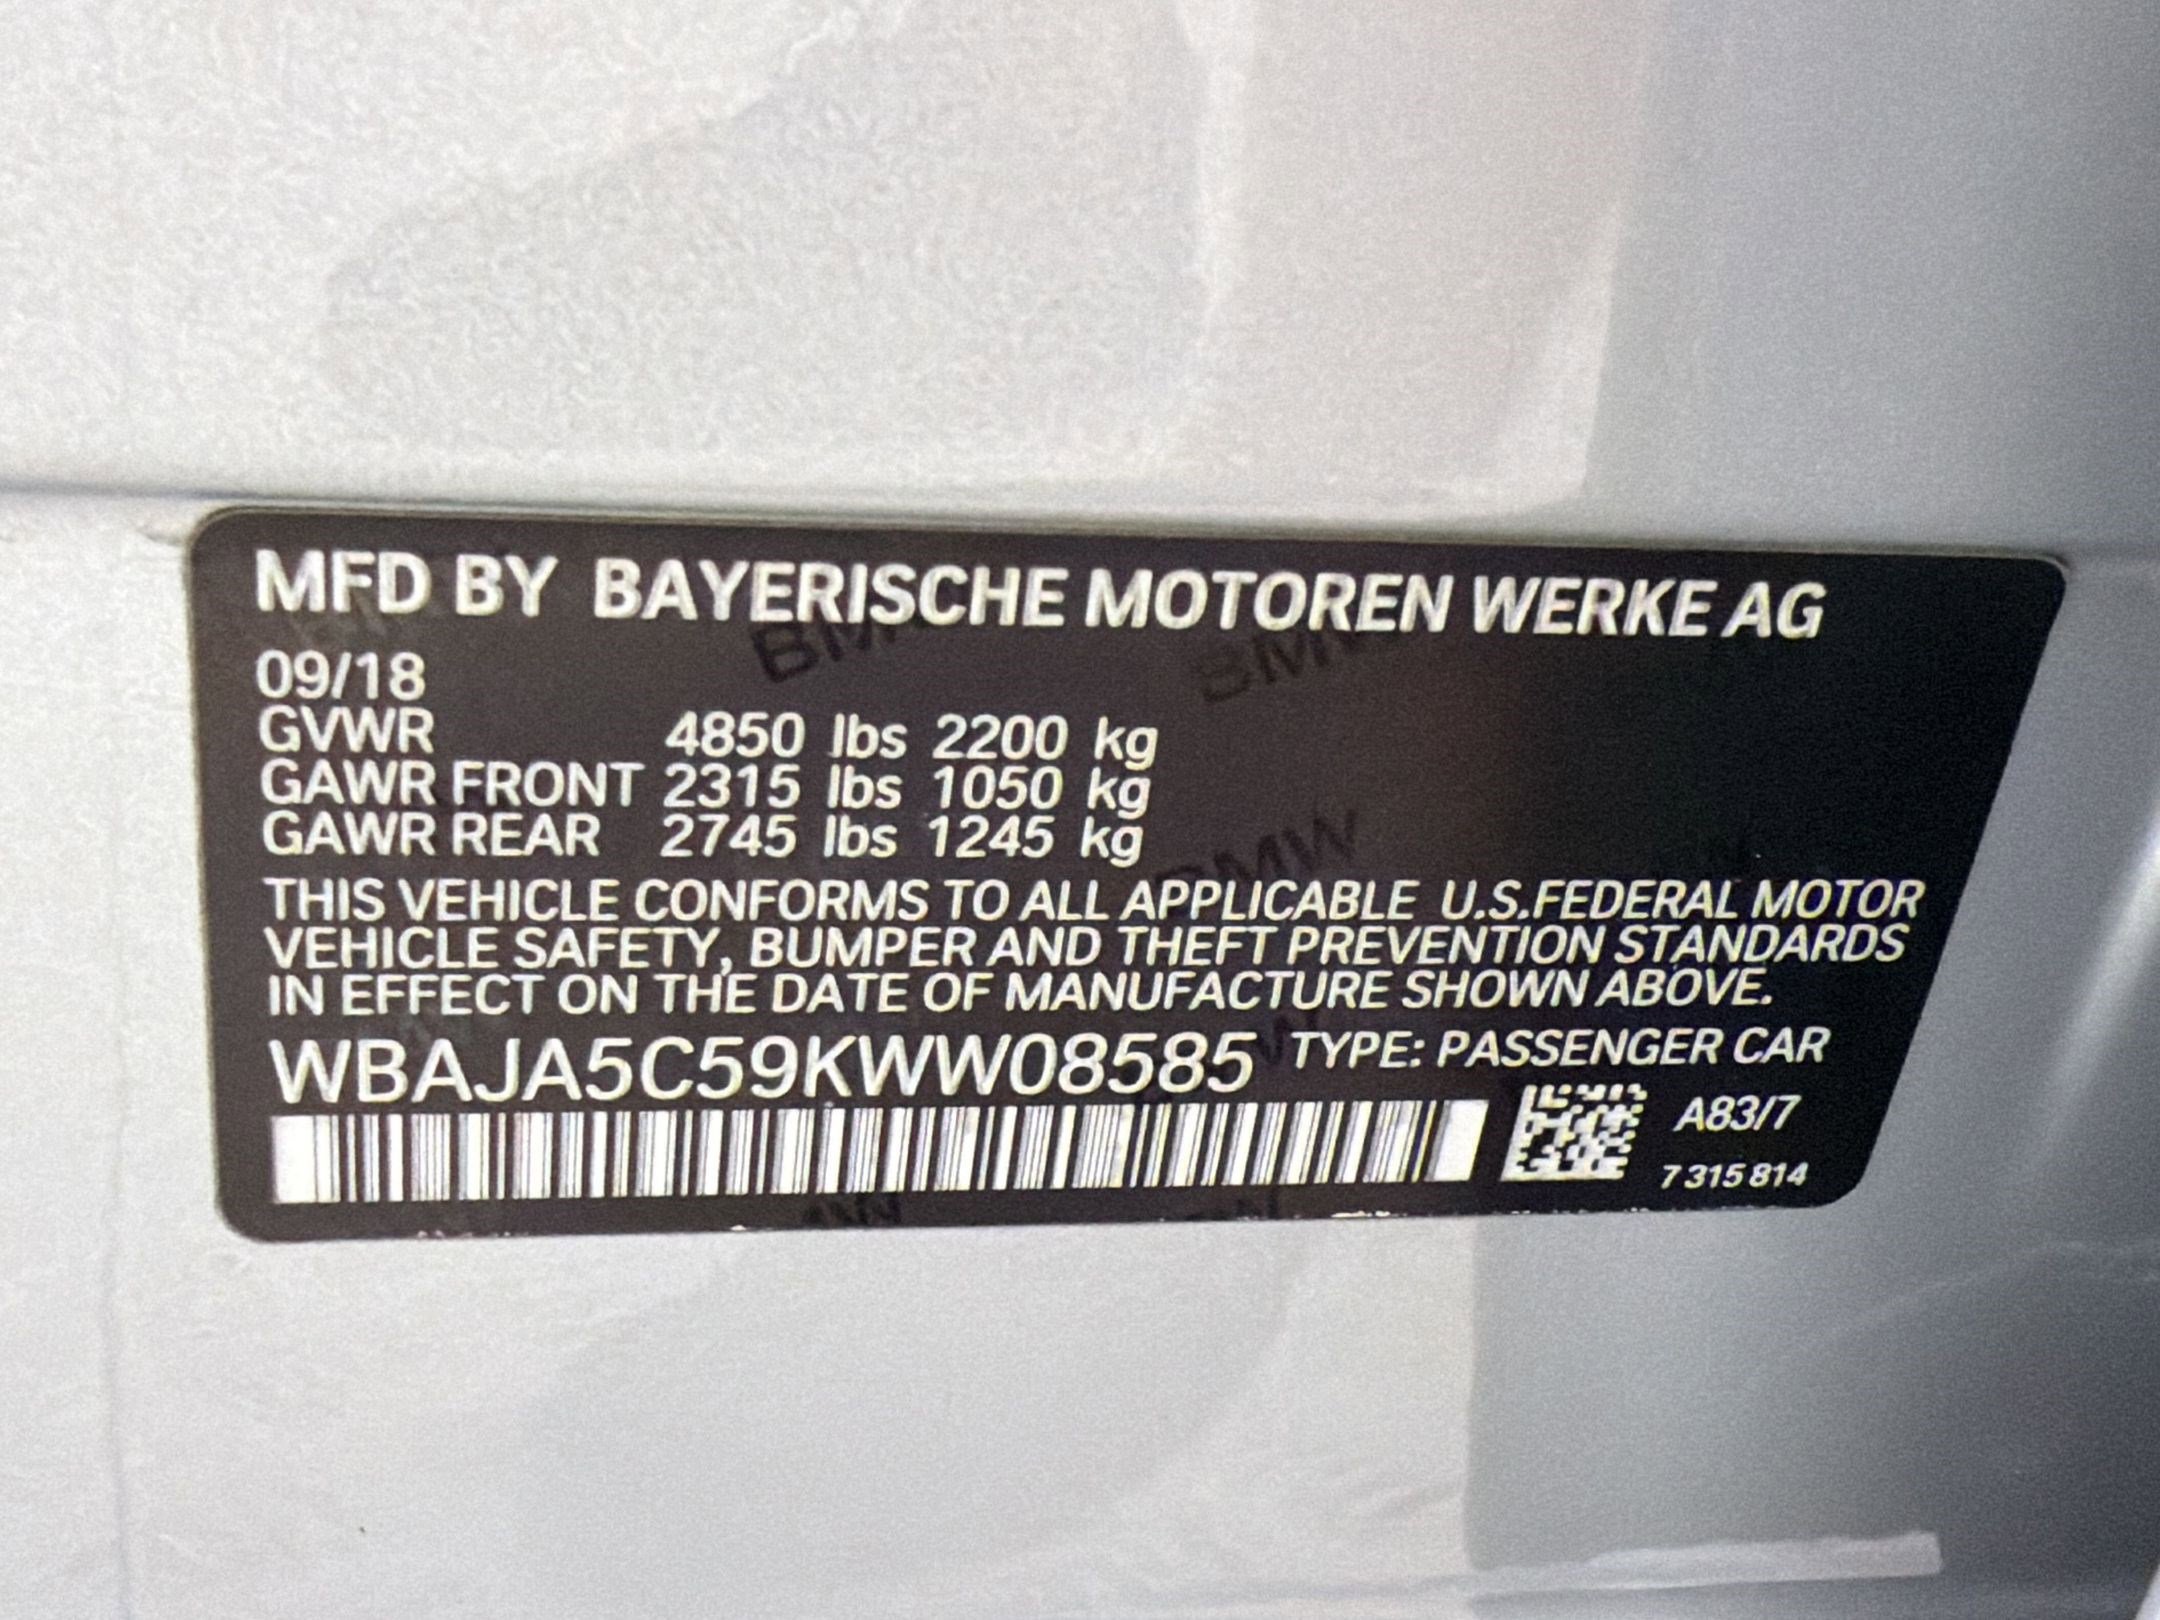 MFD BY BAYERISCHE MOTOREN WERKE AG
09/18
GVWR 4850 lbs 2200 kg
GAWR FRONT 2315 lbs 1050 kg
GAWR REAR 2745 lbs 1245 kg
THIS VEHICLE CONFORMS TO ALL APPLICABLE U.S.FEDERAL MOTOR
VEHICLE SAFETY, BUMPER AND THEFT PREVENTION STANDARDS
IN EFFECT ON THE DATE OF MANUFACTURE SHOWN ABOVE.
WBAJA5C59KWW08585 TYPE: PASSENGER CAR
A83/7
7 315 814